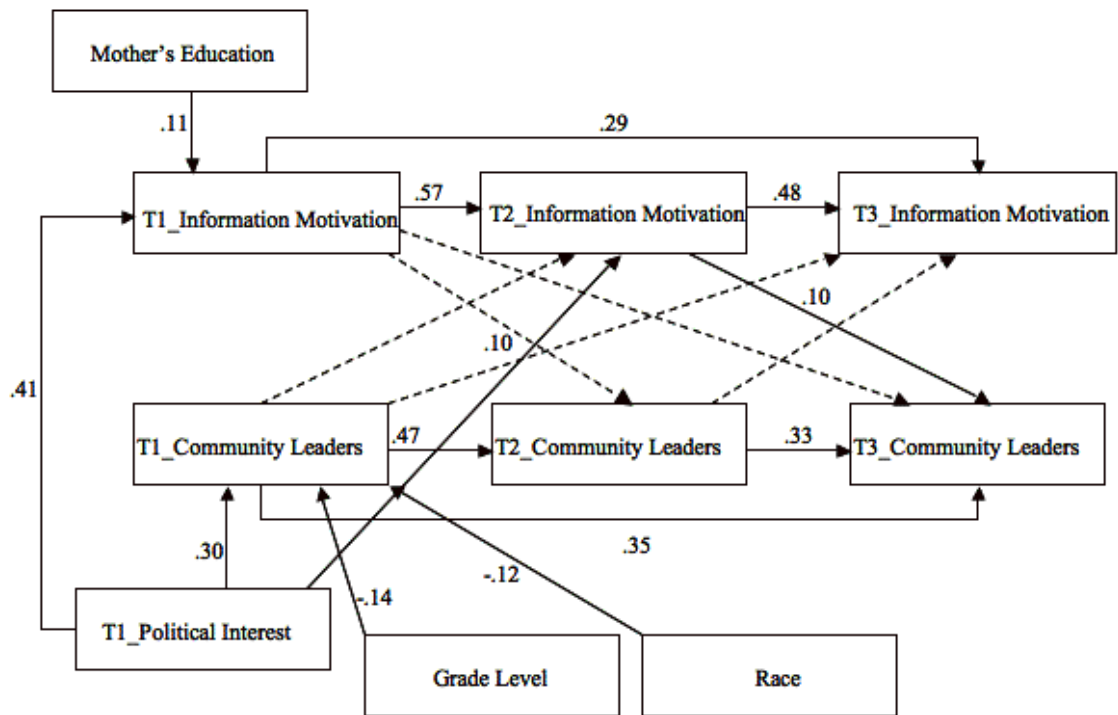 Mother's Education
.11
.29
T1_Information Motivation
.57
T2_Information Motivation
.48
T3_Information Motivation
.10
.10
.41
T1_Community Leaders
.47
T2_Community Leaders
.33
T3_Community Leaders
.30
.35
-.12
-.14
T1_Political Interest
Grade Level
Race